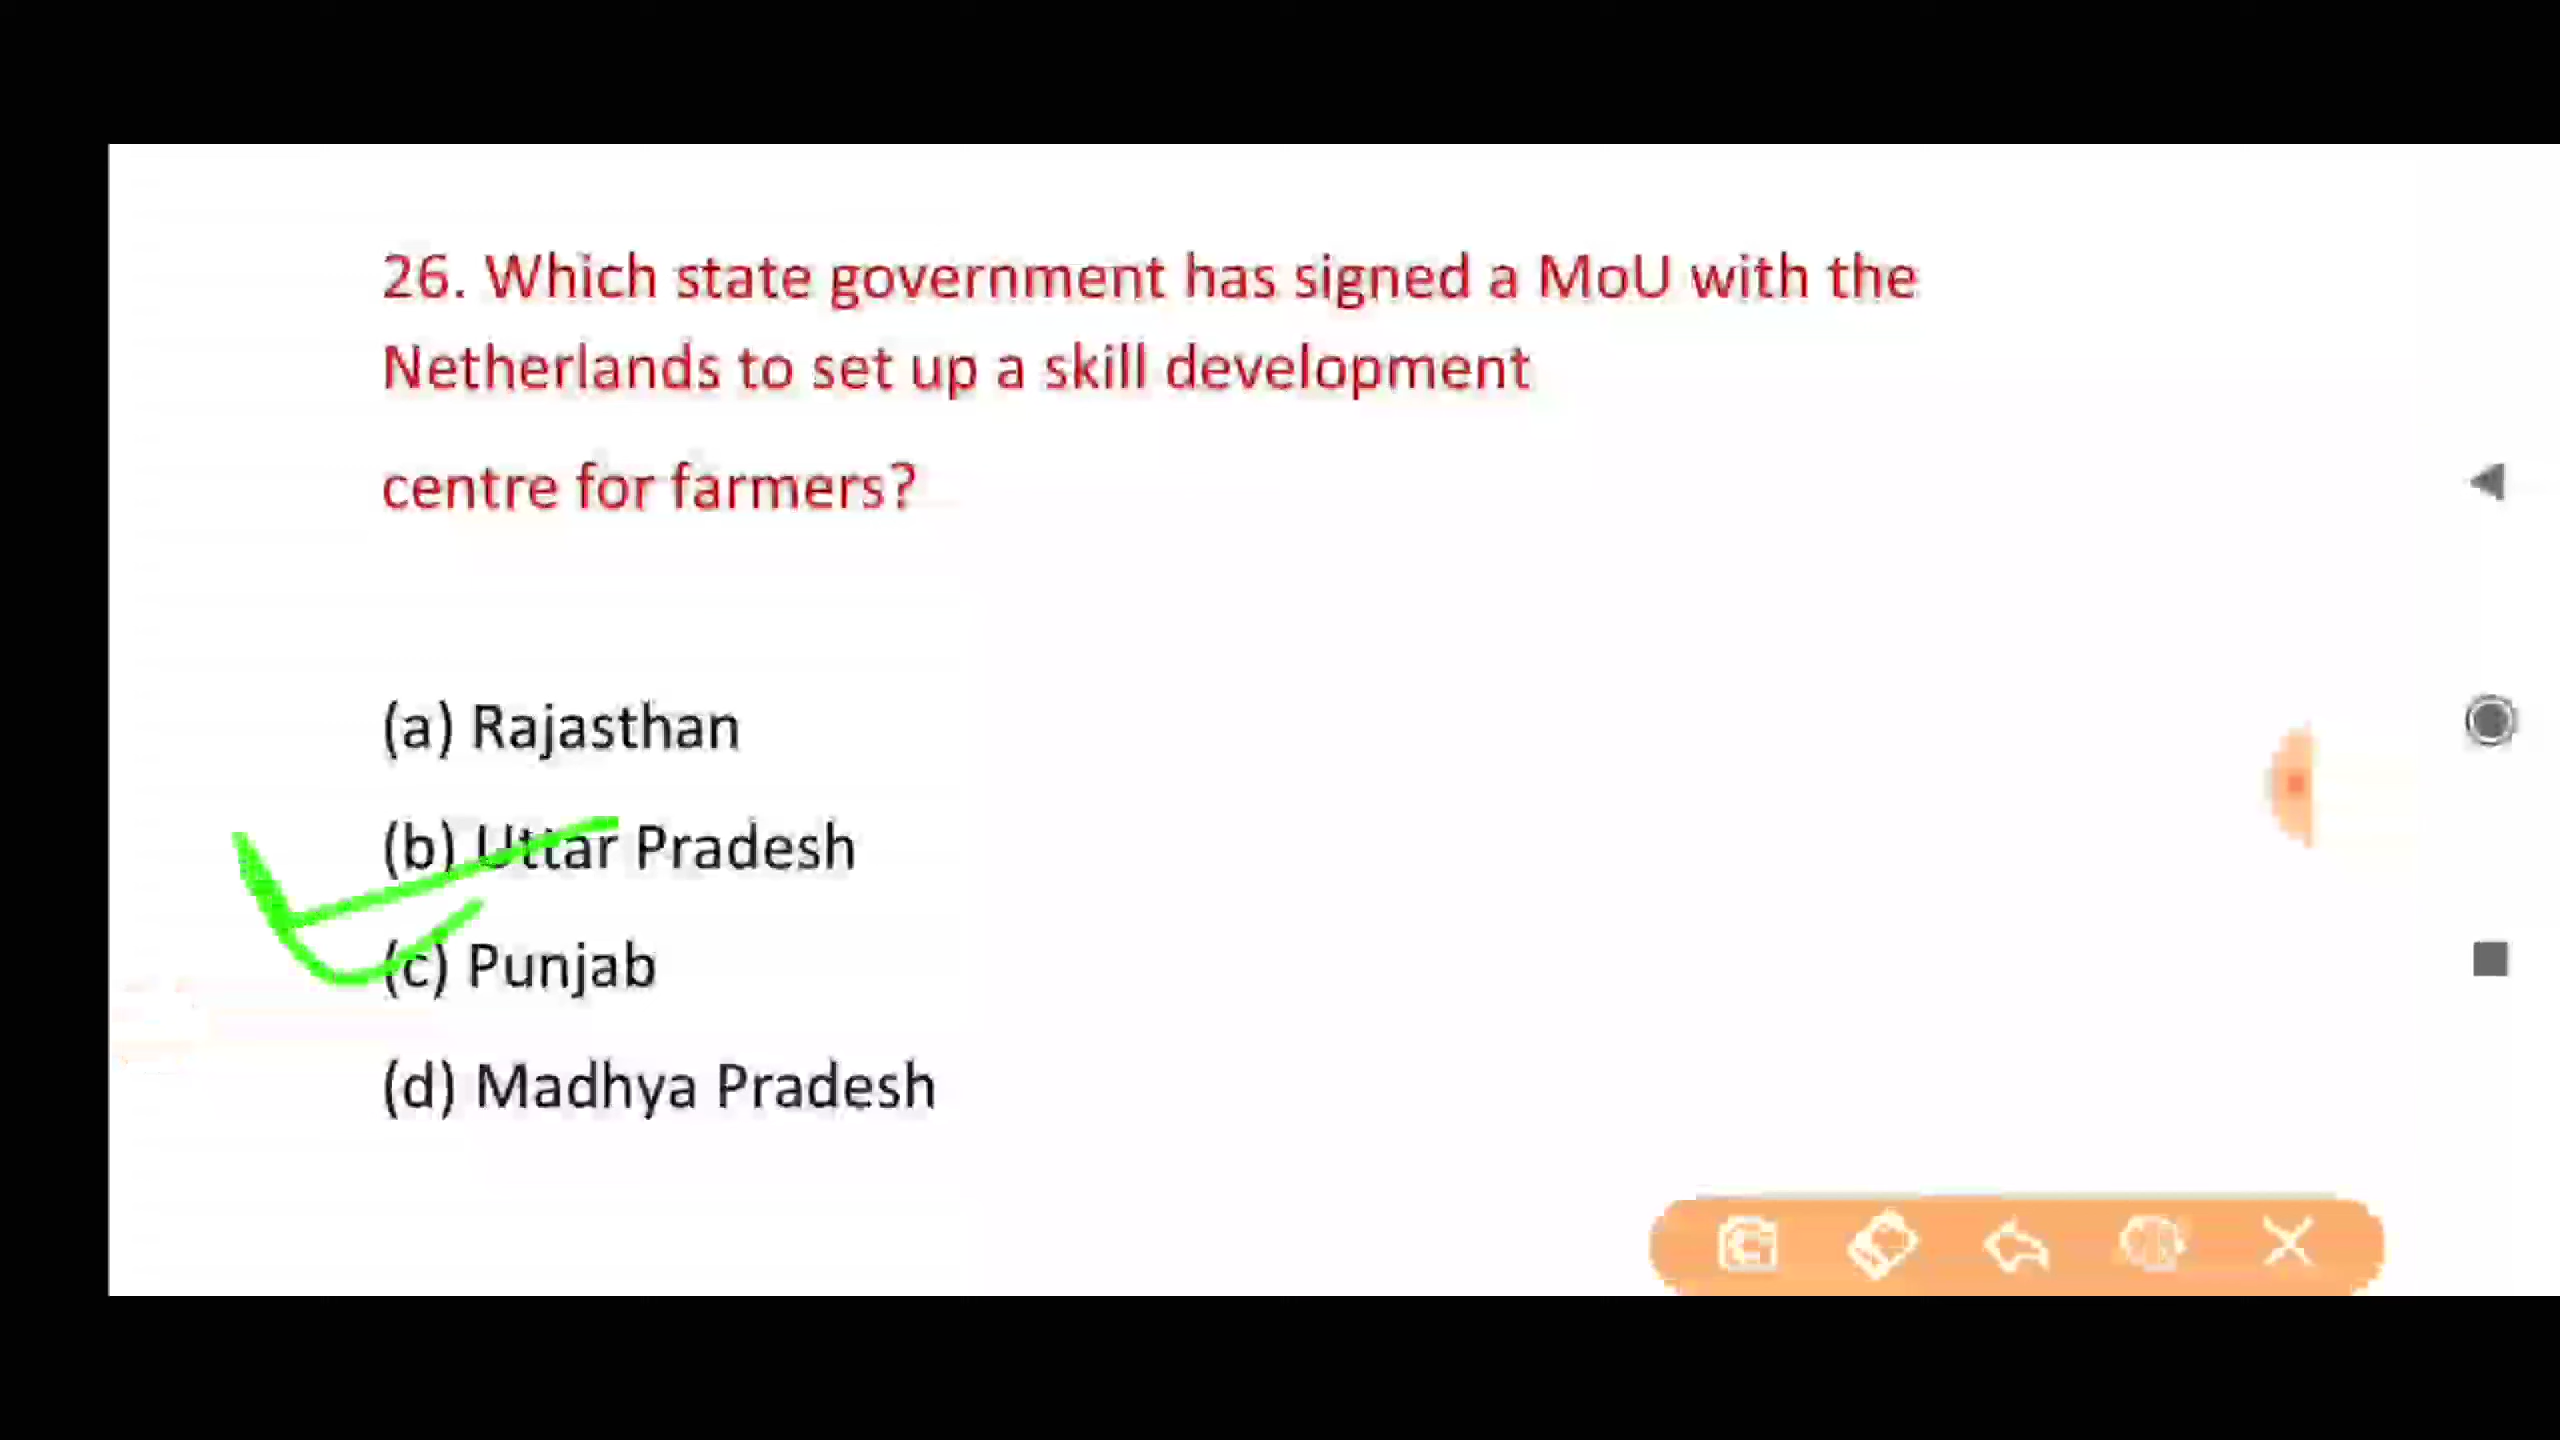 26. Which state government has signed a MoU with the
Netherlands to set up a skill development
centre for farmers?
(a) Rajasthan
(b) Uttar Pradesh
(c) Punjab
(d) Madhya Pradesh